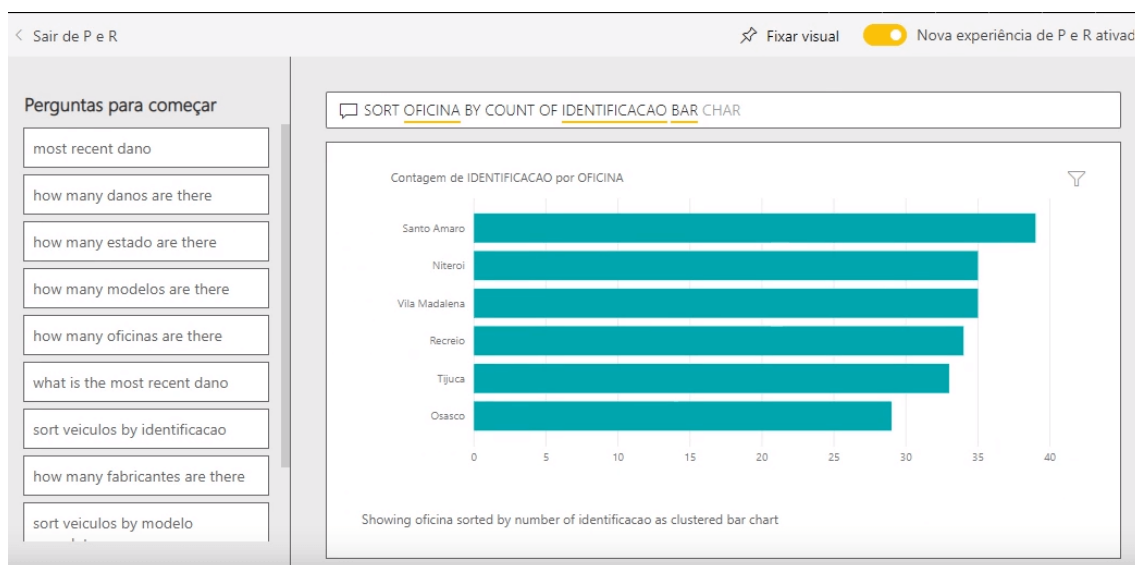 Sair de P e R
Fixar visual
Nova experiência de P e R ativad
Perguntas para começar
most recent dano
how many danos are there
how many estado are there
how many modelos are there
how many oficinas are there
what is the most recent dano
sort veiculos by identificacao
how many fabricantes are there
sort veiculos by modelo
SORT OFICINA BY COUNT OF IDENTIFICACAO BAR CHAR
Contagem de IDENTIFICACAO por OFICINA
Santo Amaro
Niteroi
Vila Madalena
Recreio
Tijuca
Osasco
0 5 10 15 20 25 30 35 40
Showing oficina sorted by number of identificacao as clustered bar chart